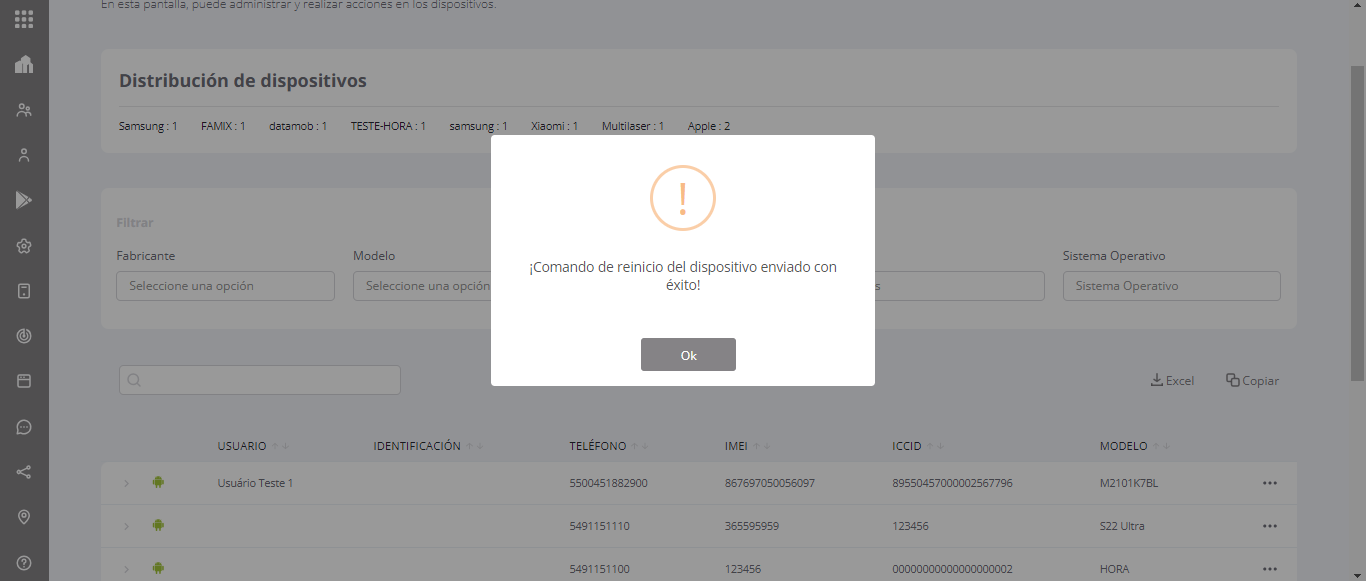 En esta pantalla, puede administrar y realizar acciones en los dispositivos.
Distribución de dispositivos
Samsung : 1 FAMIX : 1 datamob : 1 TESTE-HORA : 1 samsung : 1 Xiaomi : 1 Multilaser : 1 Apple : 2
!
¡Comando de reinicio del dispositivo enviado con
éxito!
Ok
Filtrar
Fabricante Modelo Sistema Operativo
Seleccione una opción Seleccione una opción s Sistema Operativo
Excel Copiar
USUARIO IDENTIFICACIÓN TELÉFONO IMEI ICCID MODELO
Usuário Teste 1 5500451882900 867697050056097 89550457000002567796 M2101K7BL
5491151110 365595959 123456 S22 Ultra
5491151100 123456 00000000000000000002 HORA